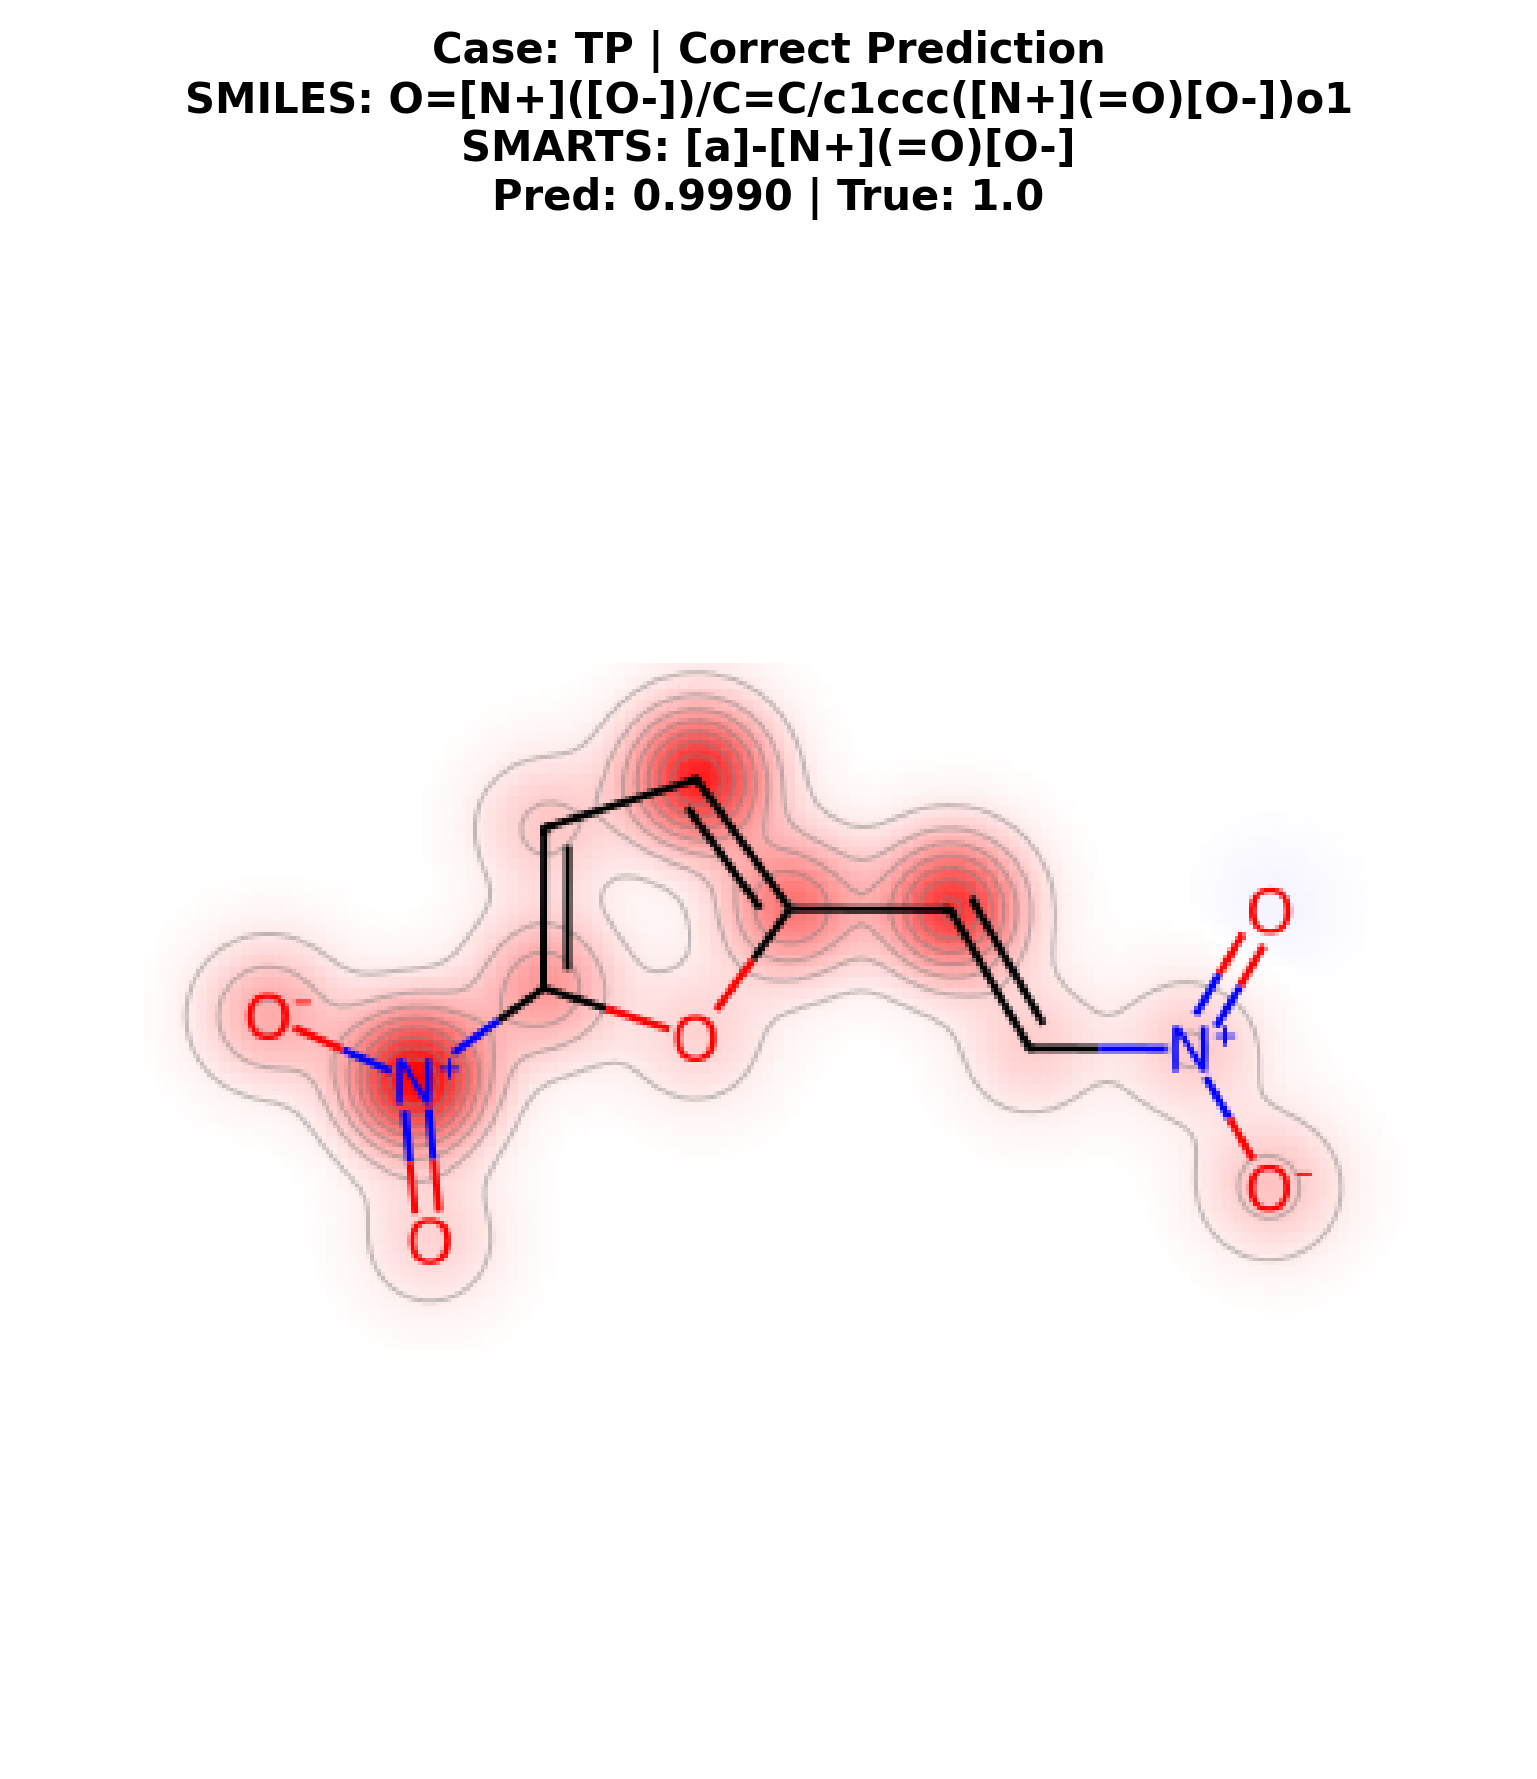 Case: TP | Correct Prediction
SMILES: O=[N+]([O-])/C=C/c1ccc([N+](=O)[O-])o1
SMARTS: [a]-[N+](=O)[O-]
Pred: 0.9990 | True: 1.0
O
O⁻
O
N⁺
N⁺
O⁻
O